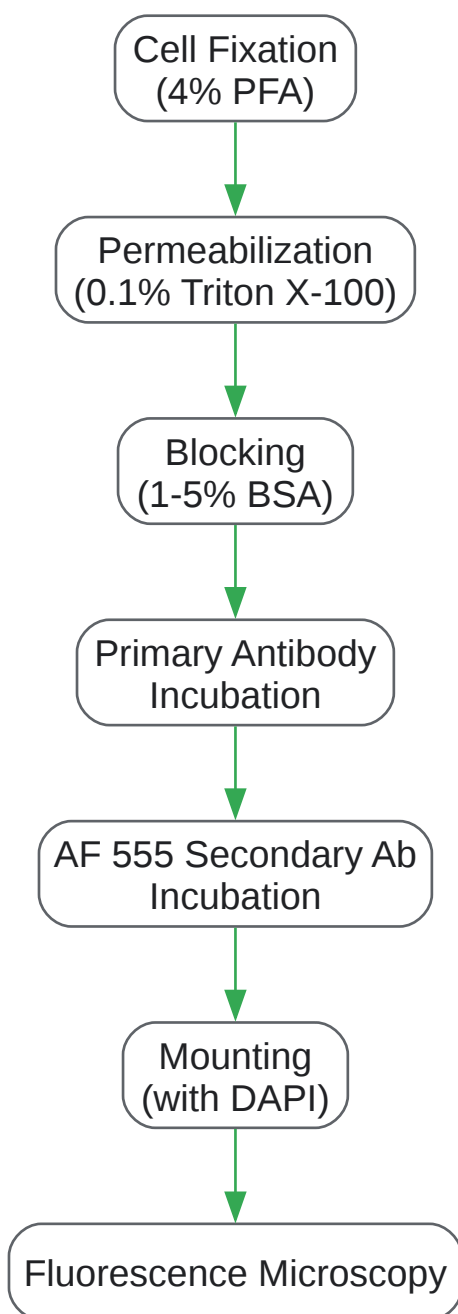 Cell Fixation
(4% PFA)
Permeabilization
(0.1% Triton X-100)
Blocking
(1-5% BSA)
Primary Antibody
Incubation
AF 555 Secondary Ab
Incubation
Mounting
(with DAPI)
Fluorescence Microscopy